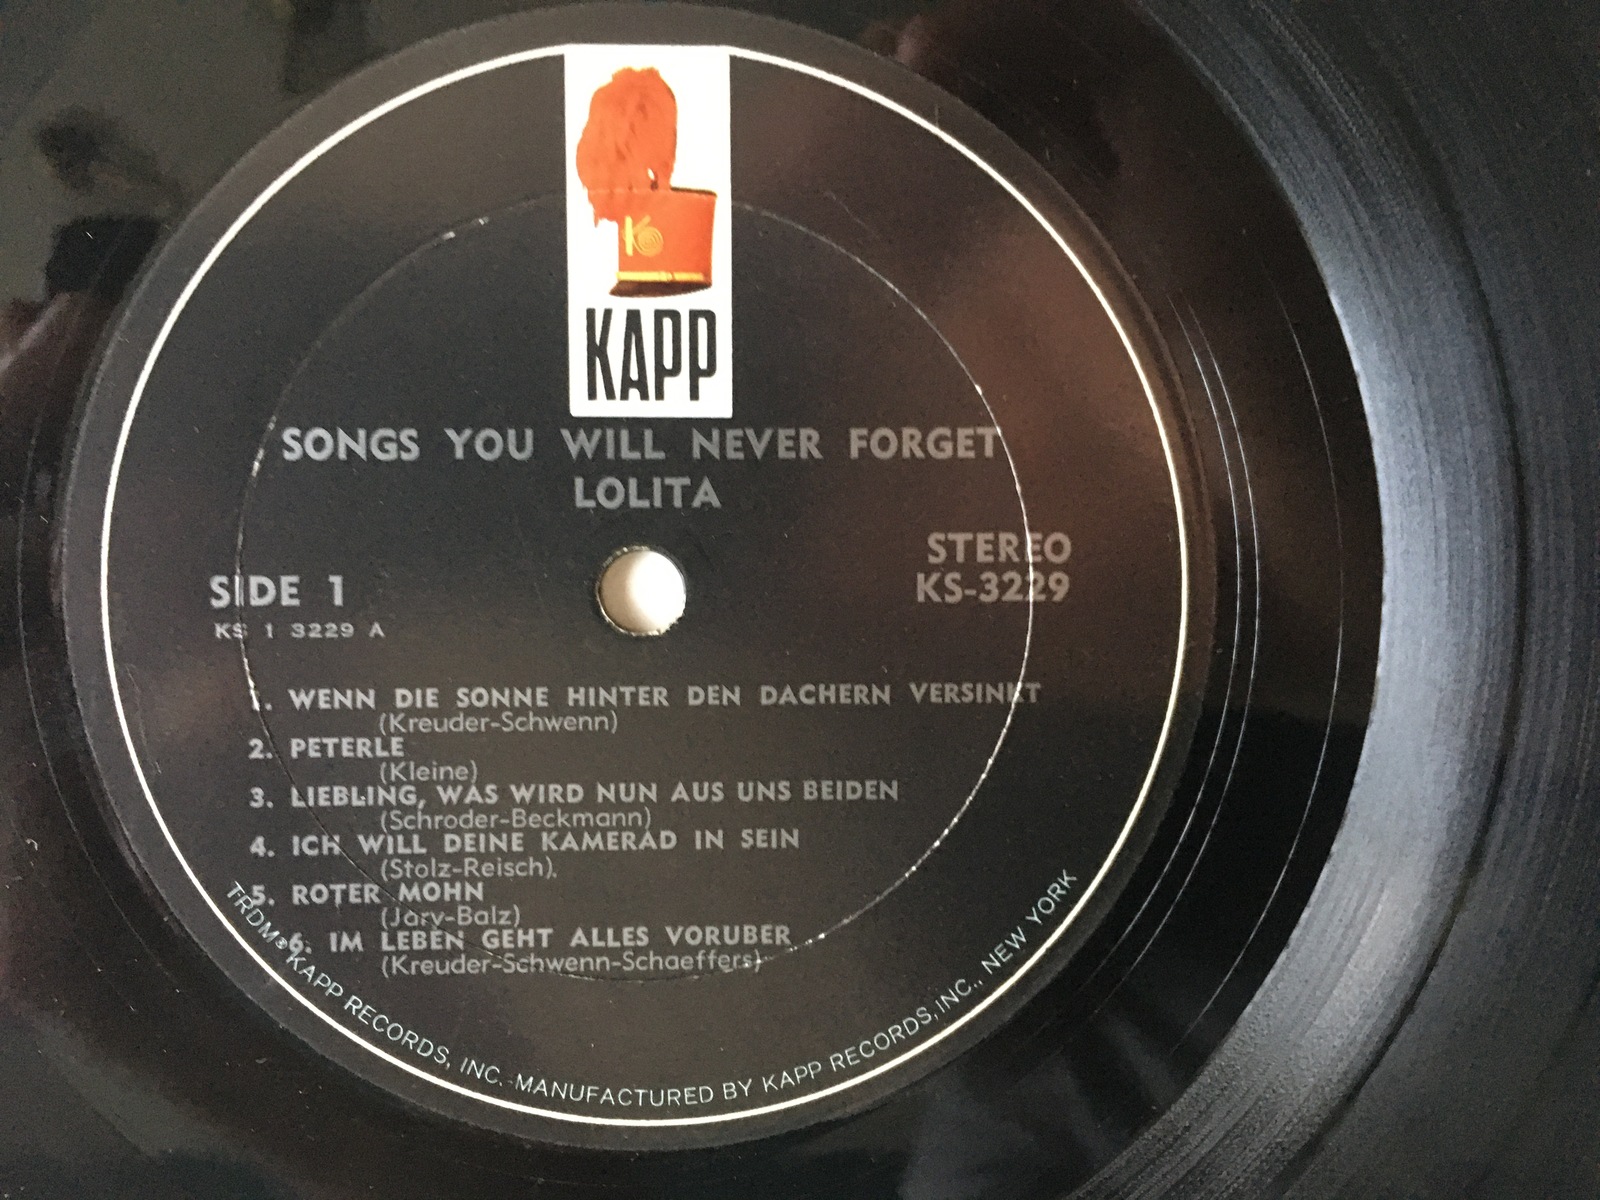 KAPP
SONGS YOU WILL NEVER FORGET
LOLITA
STEREO
KS-3229
SIDE 1
KS 1 3229 A
1. WENN DIE SONNE HINTER DEN DACHERN VERSINKT
(Kreuder-Schwenn)
2. PETERLE
(Kleine)
3. LIEBLING, WAS WIRD NUN AUS UNS BEIDEN
(Schroder-Beckmann)
4. ICH WILL DEINE KAMERAD IN SEIN
(Stolz-Reisch).
5. ROTER MOHN
(Jary-Balz)
6. IM LEBEN GEHT ALLES VORUBER
(Kreuder-Schwenn-Schaeffers)
TRDM® KAPP RECORDS, INC. MANUFACTURED BY KAPP RECORDS, INC., NEW YORK